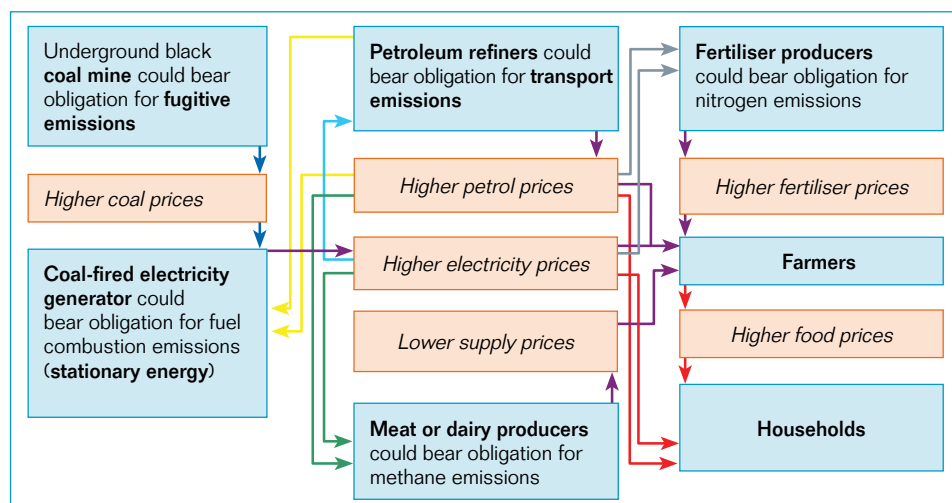 Underground black
coal mine could bear
obligation for fugitive
emissions
Higher coal prices
Coal-fired electricity
generator could
bear obligation for fuel
combustion emissions
(stationary energy)
Petroleum refiners could
bear obligation for transport
emissions
Higher petrol prices
Higher electricity prices
Lower supply prices
Meat or dairy producers
could bear obligation for
methane emissions
Fertiliser producers
could bear obligation for
nitrogen emissions
Higher fertiliser prices
Farmers
Higher food prices
Households